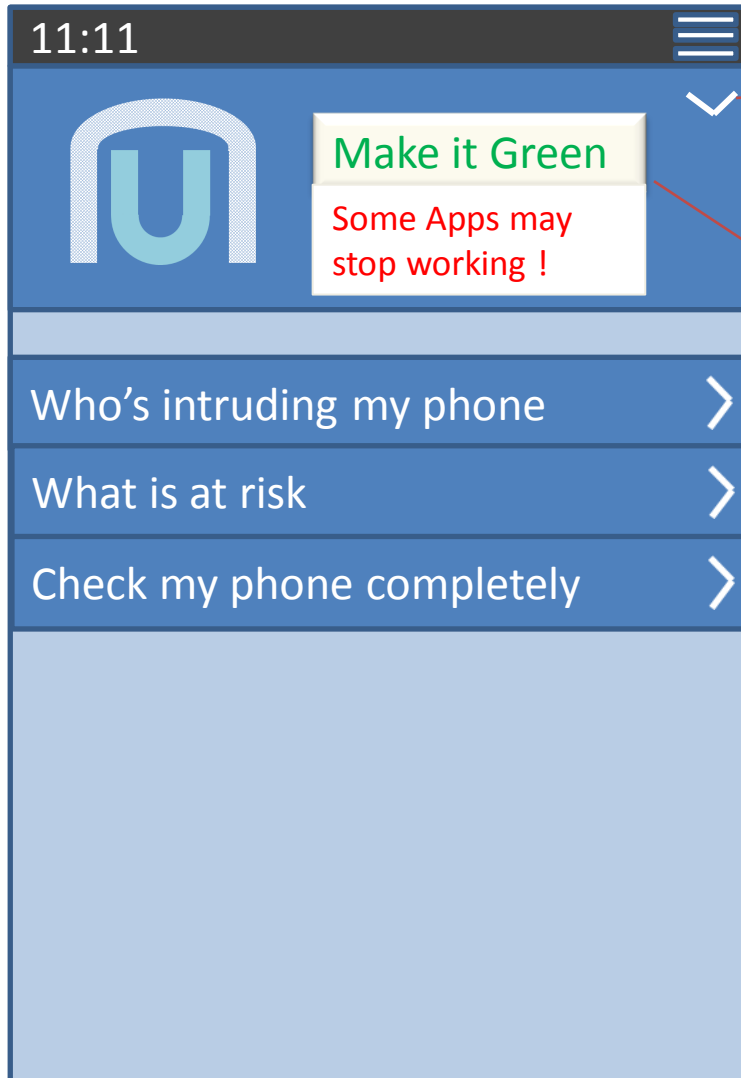 11:11
Make it Green
Some Apps may
stop working !
Who’s intruding my phone
What is at risk
Check my phone completely